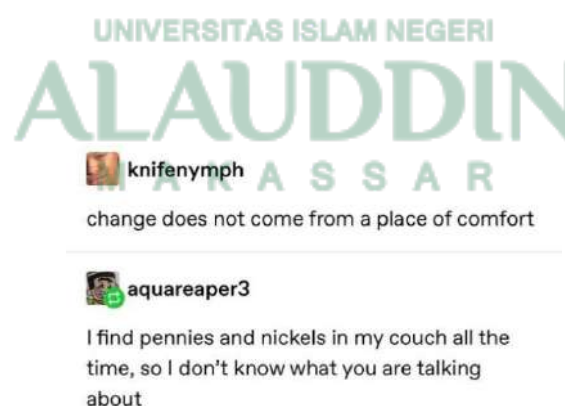 UNIVERSITAS ISLAM NEGERI
ALAUDDIN
MAKASSAR
knifenymph
change does not come from a place of comfort
aquareaper3
I find pennies and nickels in my couch all the
time, so I don't know what you are talking
about